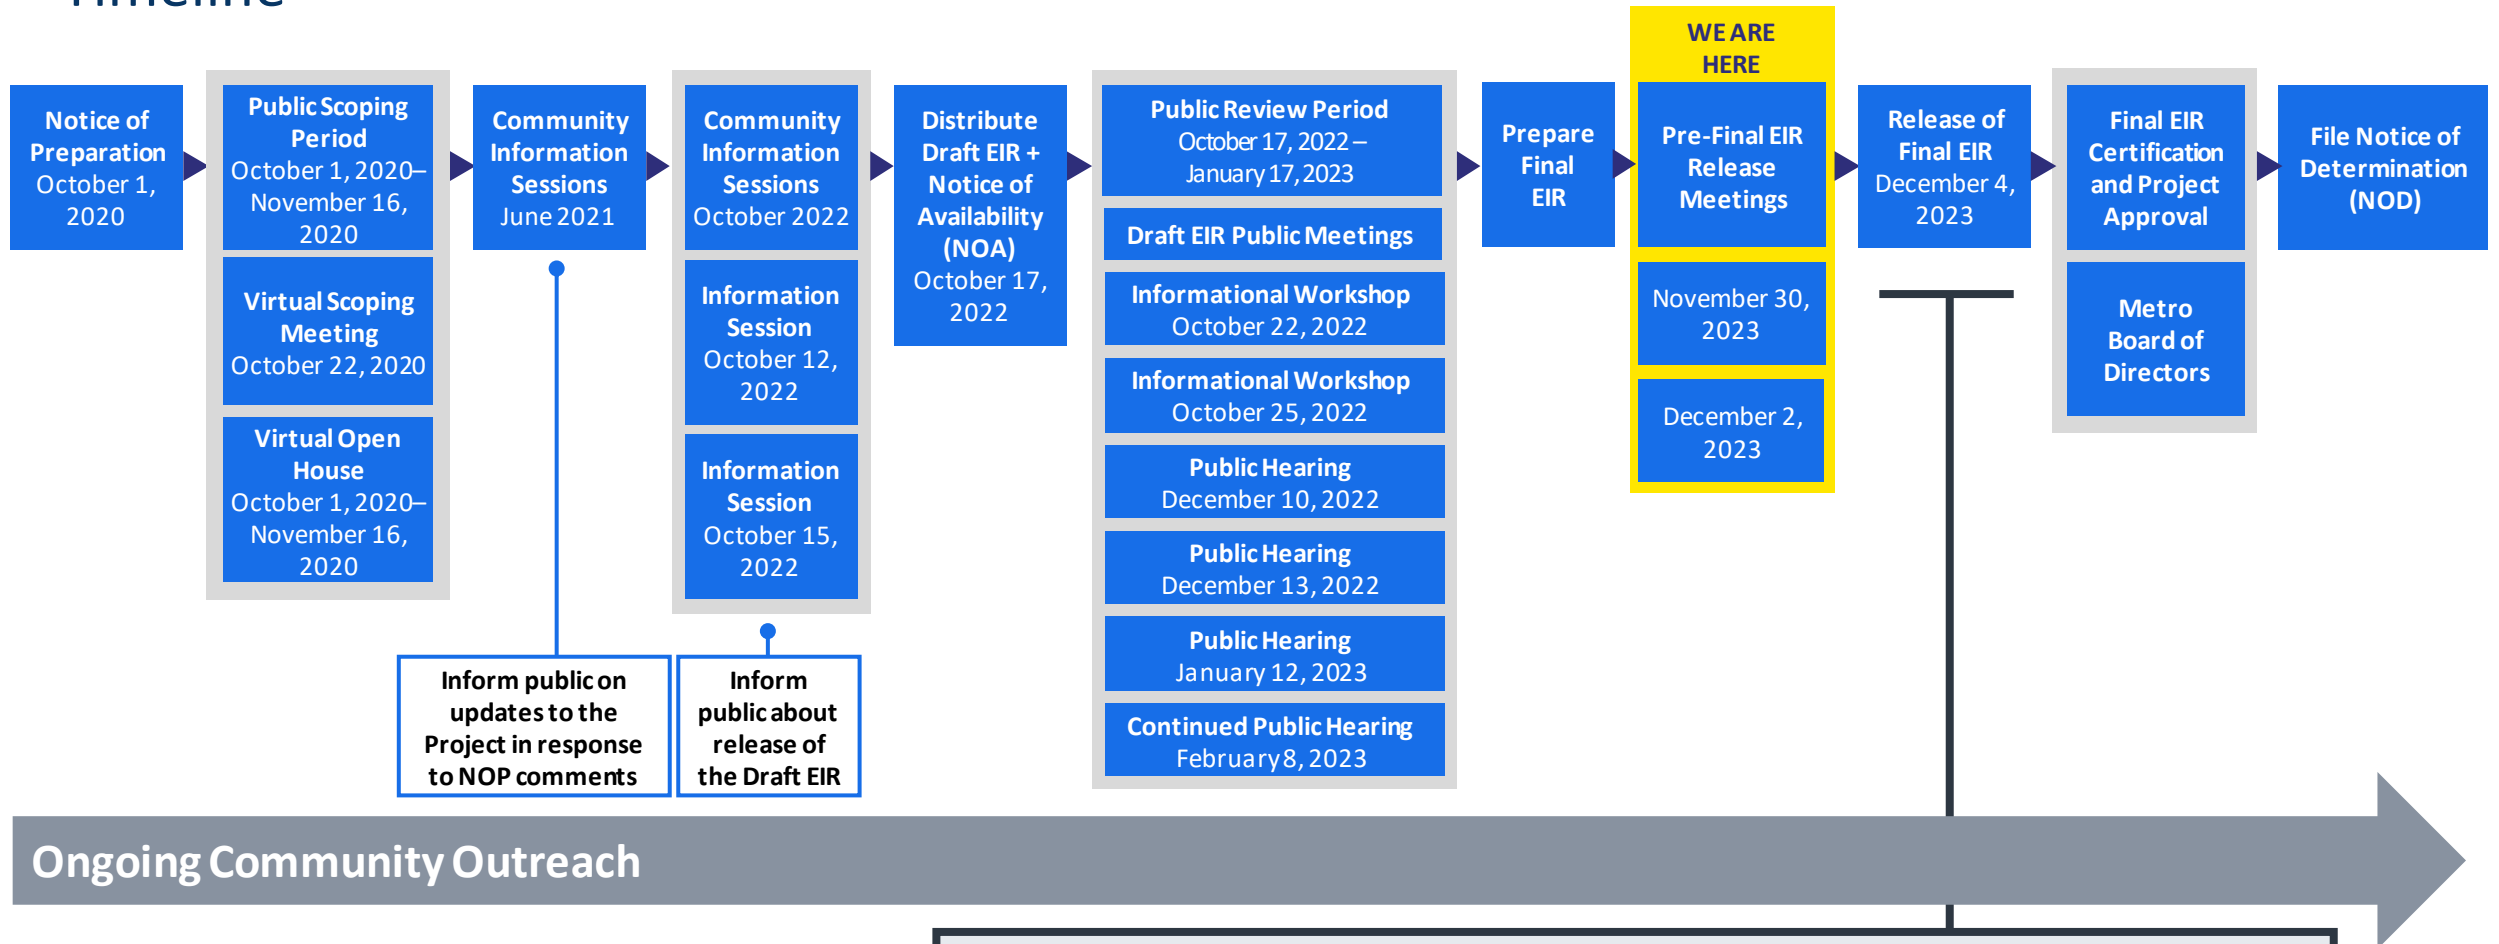 Timeline
WE ARE
HERE
Notice of
Preparation
October 1,
2020
Public Scoping
Period
October 1, 2020–
November 16,
2020
Virtual Scoping
Meeting
October 22, 2020
Virtual Open
House
October 1, 2020–
November 16,
2020
Community
Information
Sessions
June 2021
Inform public on
updates to the
Project in response
to NOP comments
Community
Information
Sessions
October 2022
Information
Session
October 12,
2022
Information
Session
October 15,
2022
Inform
public about
release of
the Draft EIR
Distribute
Draft EIR +
Notice of
Availability
(NOA)
October 17,
2022
Public Review Period
October 17, 2022 –
January 17, 2023
Draft EIR Public Meetings
Informational Workshop
October 22, 2022
Informational Workshop
October 25, 2022
Public Hearing
December 10, 2022
Public Hearing
December 13, 2022
Public Hearing
January 12, 2023
Continued Public Hearing
February 8, 2023
Prepare
Final
EIR
Pre-Final EIR
Release
Meetings
November 30,
2023
December 2,
2023
Release of
Final EIR
December 4,
2023
Final EIR
Certification
and Project
Approval
Metro
Board of
Directors
File Notice of
Determination
(NOD)
Ongoing Community Outreach